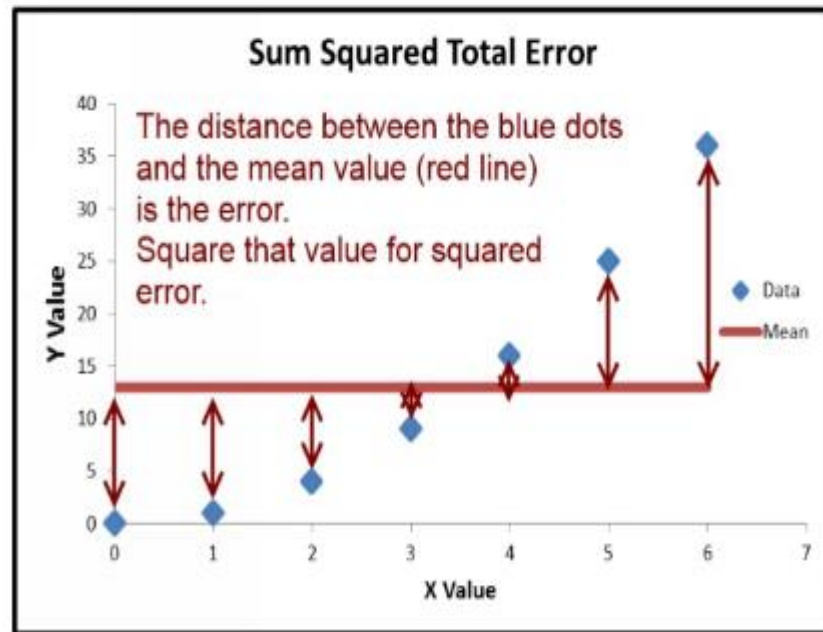 Sum Squared Total Error
40
The distance between the blue dots
and the mean value (red line)
is the error.
Square that value for squared
error.
35
30
25
20
15
10
5
0
Y Value
Data
Mean
0 1 2 3 4 5 6 7
X Value